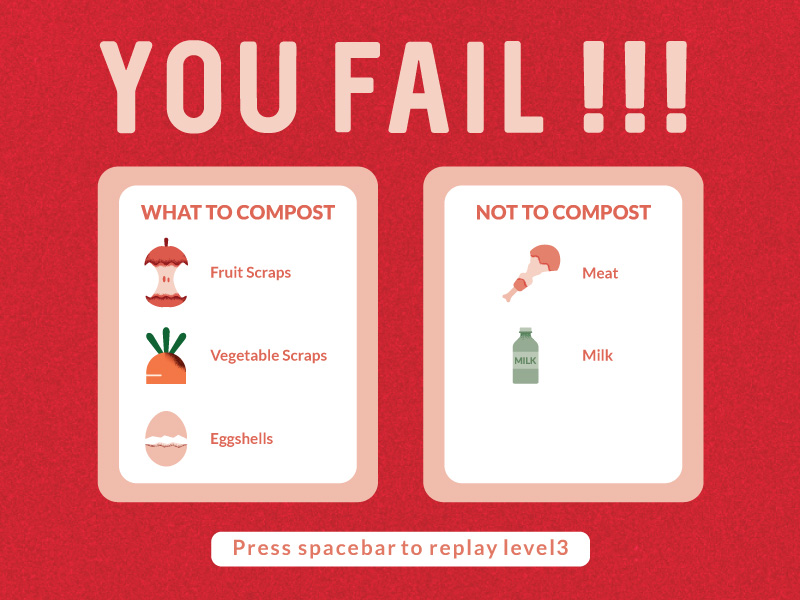 YOU FAIL !!!
WHAT TO COMPOST
Fruit Scraps
Vegetable Scraps
Eggshells
NOT TO COMPOST
Meat
MILK
Milk
Press spacebar to replay level3